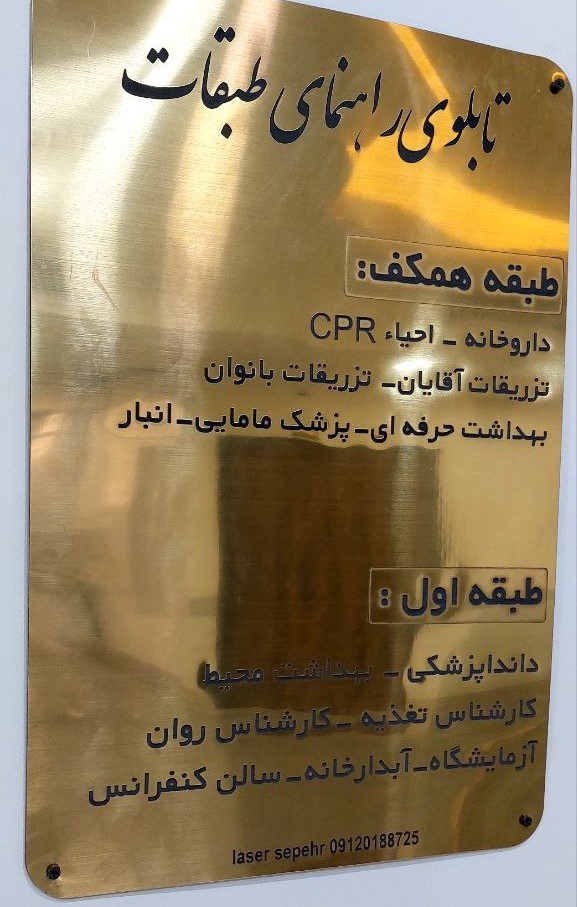 تابلوی راهنمای طبقات
طبقه همکف:
داروخانه - احیاء CPR
تزریقات آقایان - تزریقات بانوان
بهداشت حرفه ای - پزشک مامایی - انبار
طبقه اول :
دانداپزشکی - بهداشت محیط
کارشناس تغذیه - کارشناس روان
آزمایشگاه - آبدارخانه - سالن کنفرانس
laser sepehr 09120188725